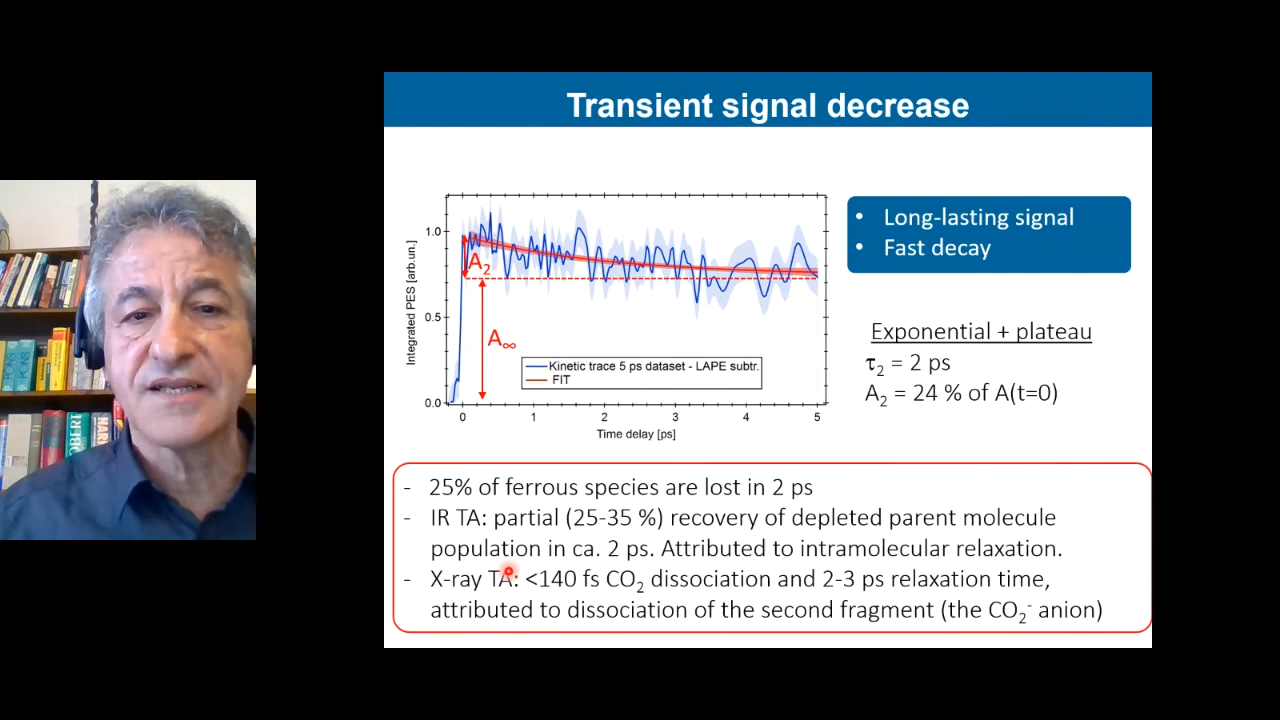 Transient signal decrease
1.0
0.5
0.0
Integrated PES [arb.un.]
A₂
A∞
Kinetic trace 5 ps dataset - LAPE subtr.
FIT
0 1 2 3 4 5
Time delay [ps]
• Long-lasting signal
• Fast decay
Exponential + plateau
τ₂ = 2 ps
A₂ = 24 % of A(t=0)
- 25% of ferrous species are lost in 2 ps
- IR TA: partial (25-35 %) recovery of depleted parent molecule
population in ca. 2 ps. Attributed to intramolecular relaxation.
- X-ray TA: <140 fs CO₂ dissociation and 2-3 ps relaxation time,
attributed to dissociation of the second fragment (the CO₂⁻ anion)